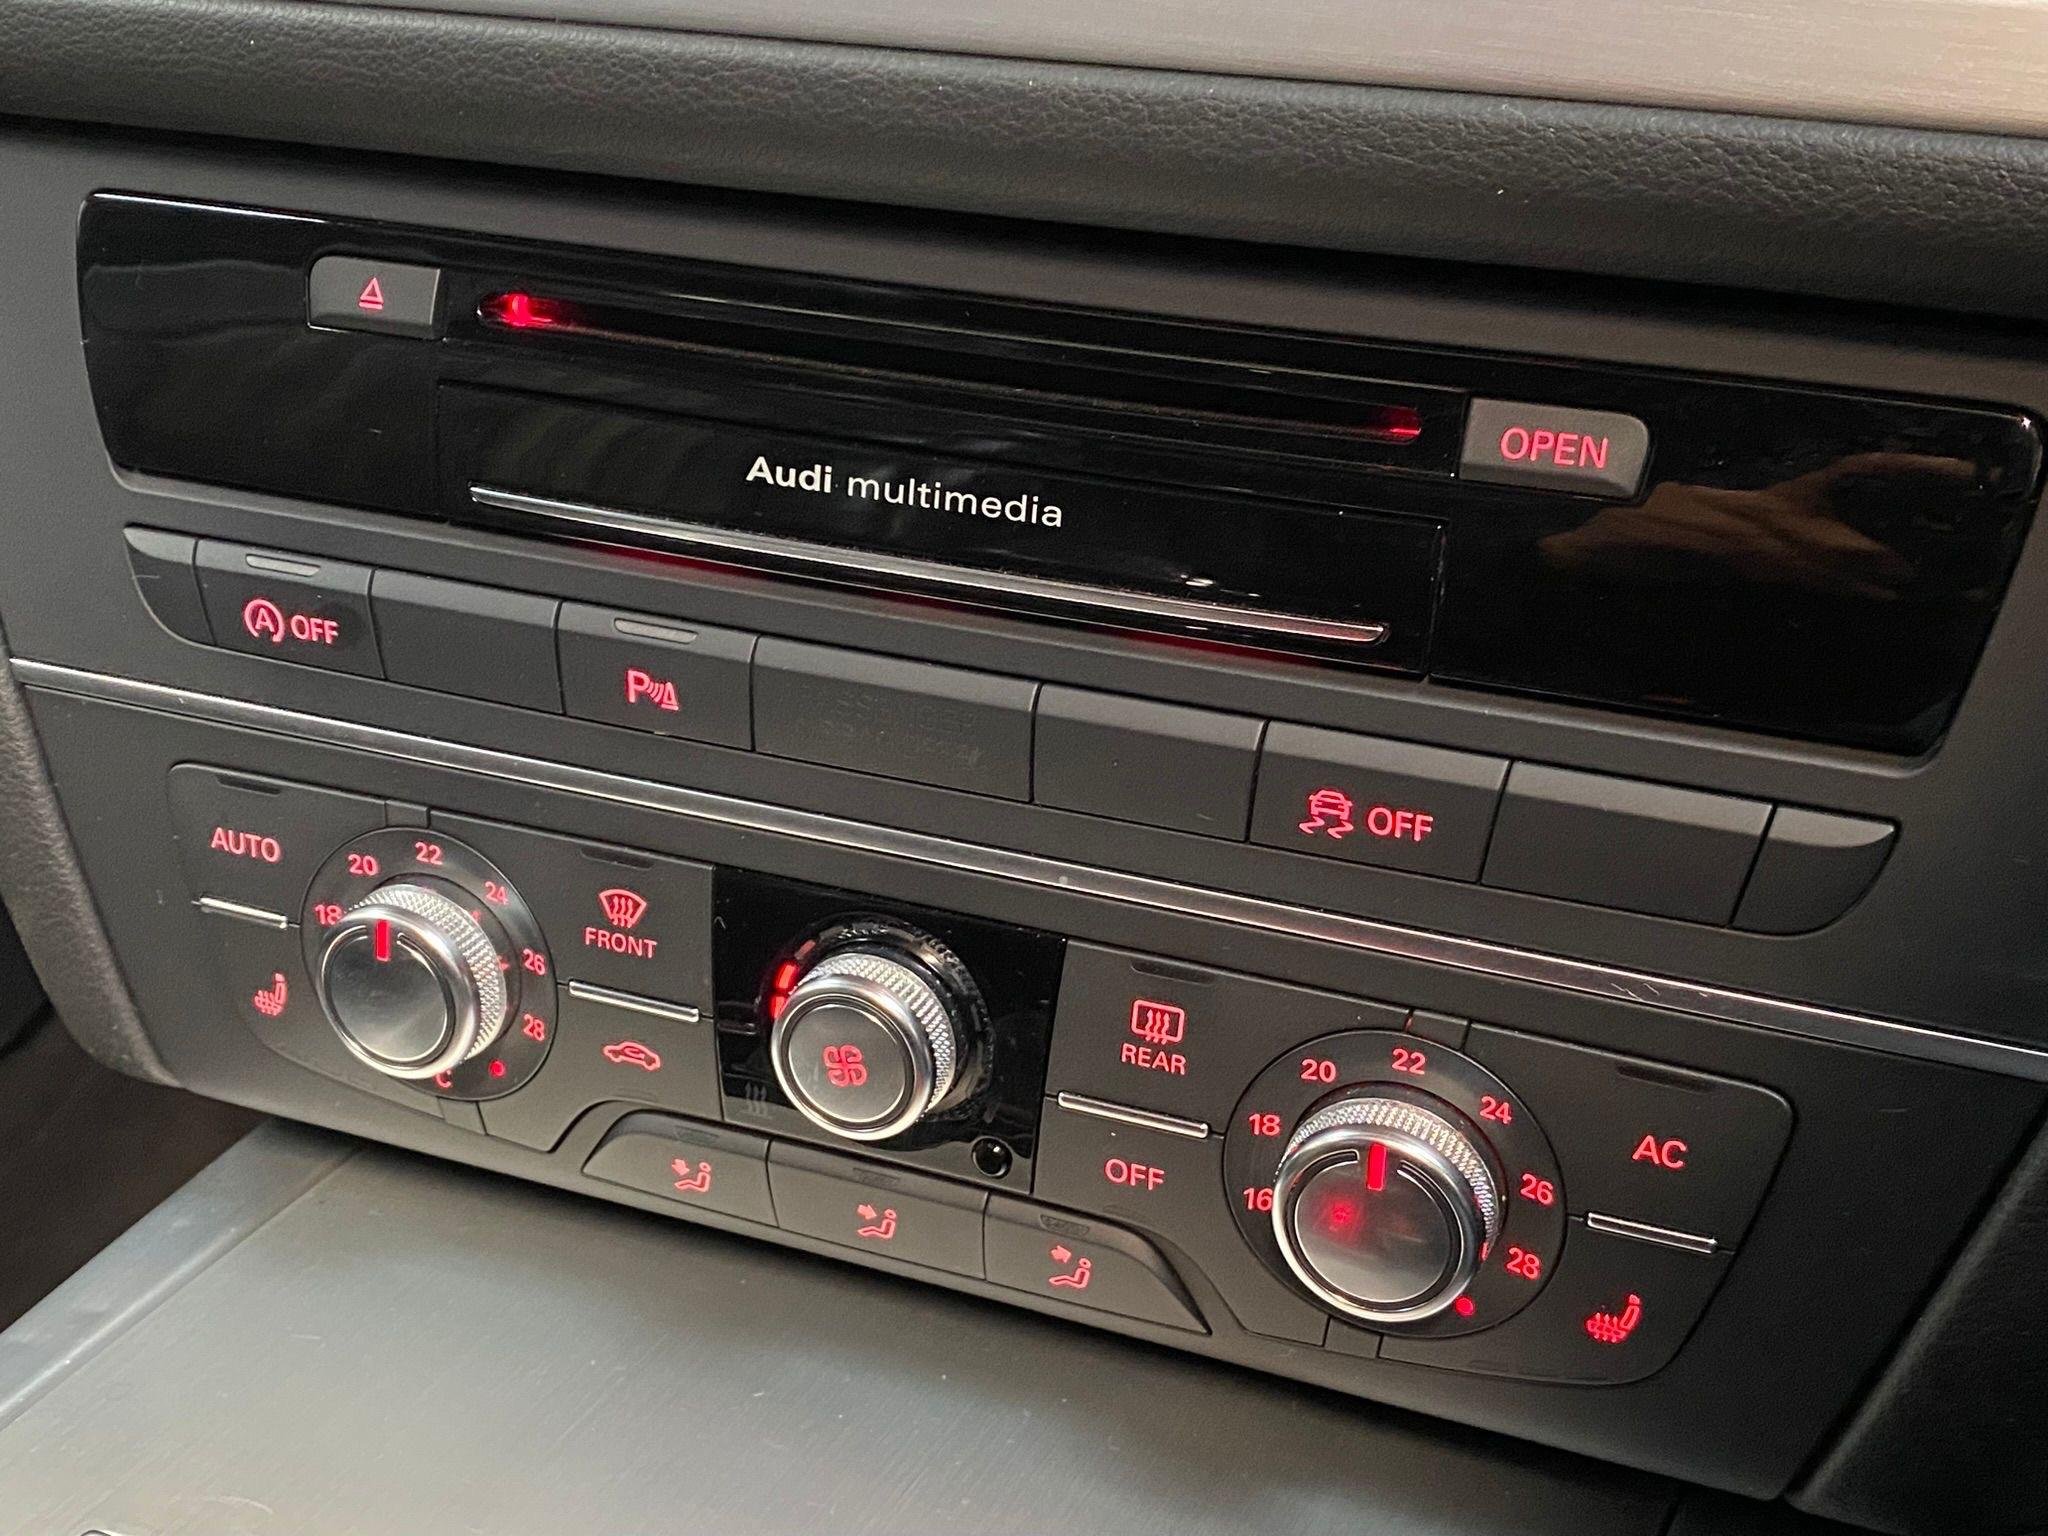 OPEN
Audi multimedia
A OFF
P
OFF
AUTO
18
20
22
24
26
28
C
FRONT
REAR
OFF
16
18
20
22
24
26
28
AC